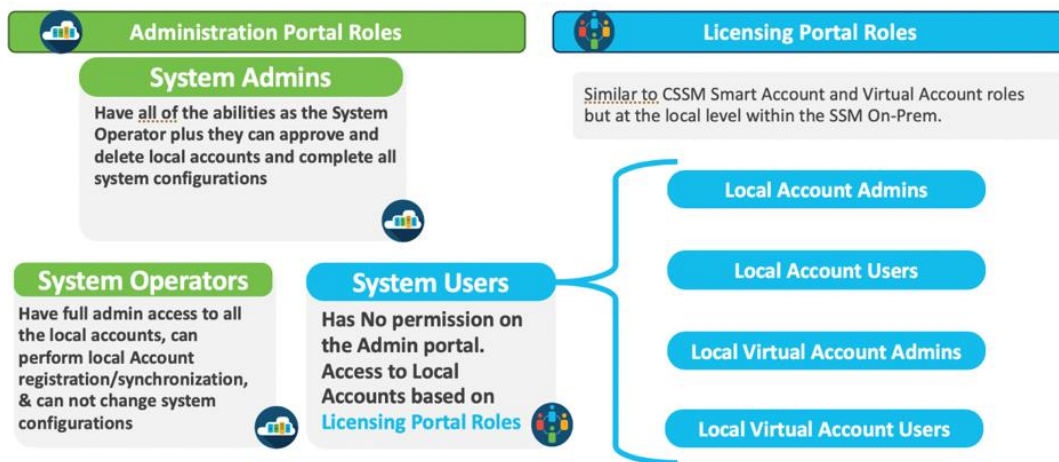 Administration Portal Roles
System Admins
Have all of the abilities as the System
Operator plus they can approve and
delete local accounts and complete all
system configurations
System Operators
Have full admin access to all
the local accounts, can
perform local Account
registration/synchronization,
& can not change system
configurations
System Users
Has No permission on
the Admin portal.
Access to Local
Accounts based on
Licensing Portal Roles
Licensing Portal Roles
Similar to CSSM Smart Account and Virtual Account roles
but at the local level within the SSM On-Prem.
Local Account Admins
Local Account Users
Local Virtual Account Admins
Local Virtual Account Users